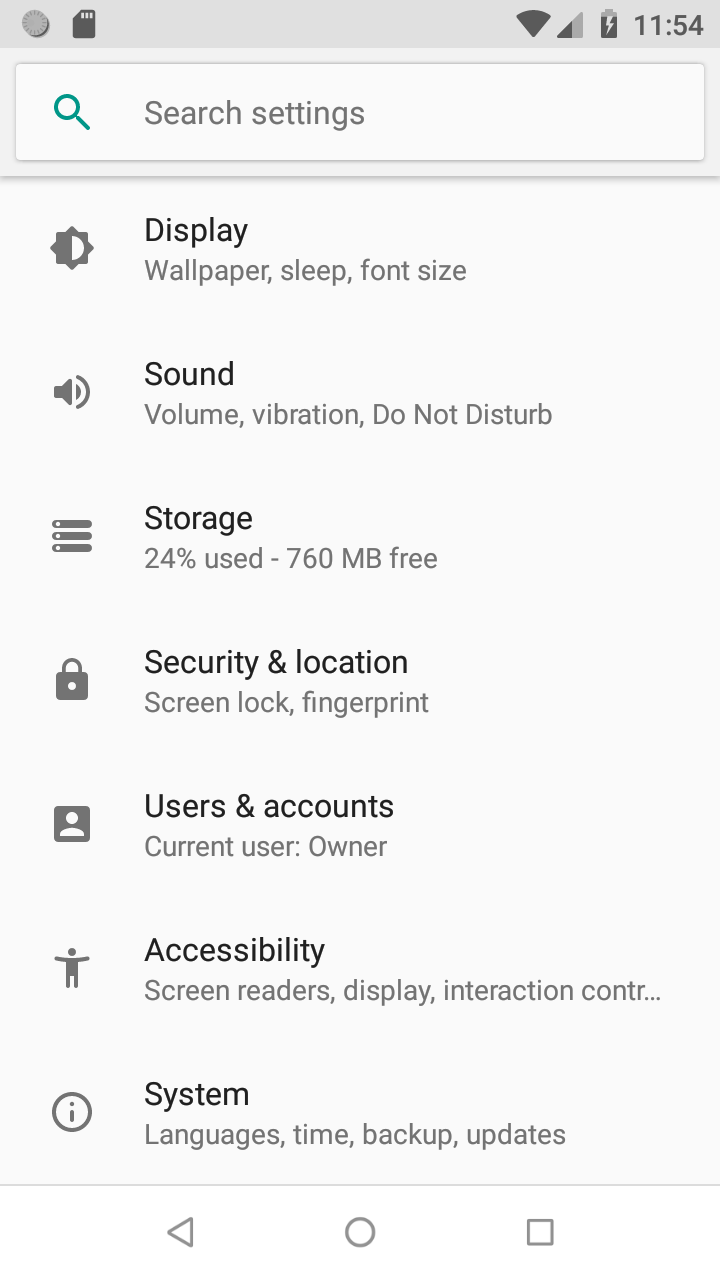 11:54
Search settings
Display
Wallpaper, sleep, font size
Sound
Volume, vibration, Do Not Disturb
Storage
24% used - 760 MB free
Security & location
Screen lock, fingerprint
Users & accounts
Current user: Owner
Accessibility
Screen readers, display, interaction contr…
System
Languages, time, backup, updates